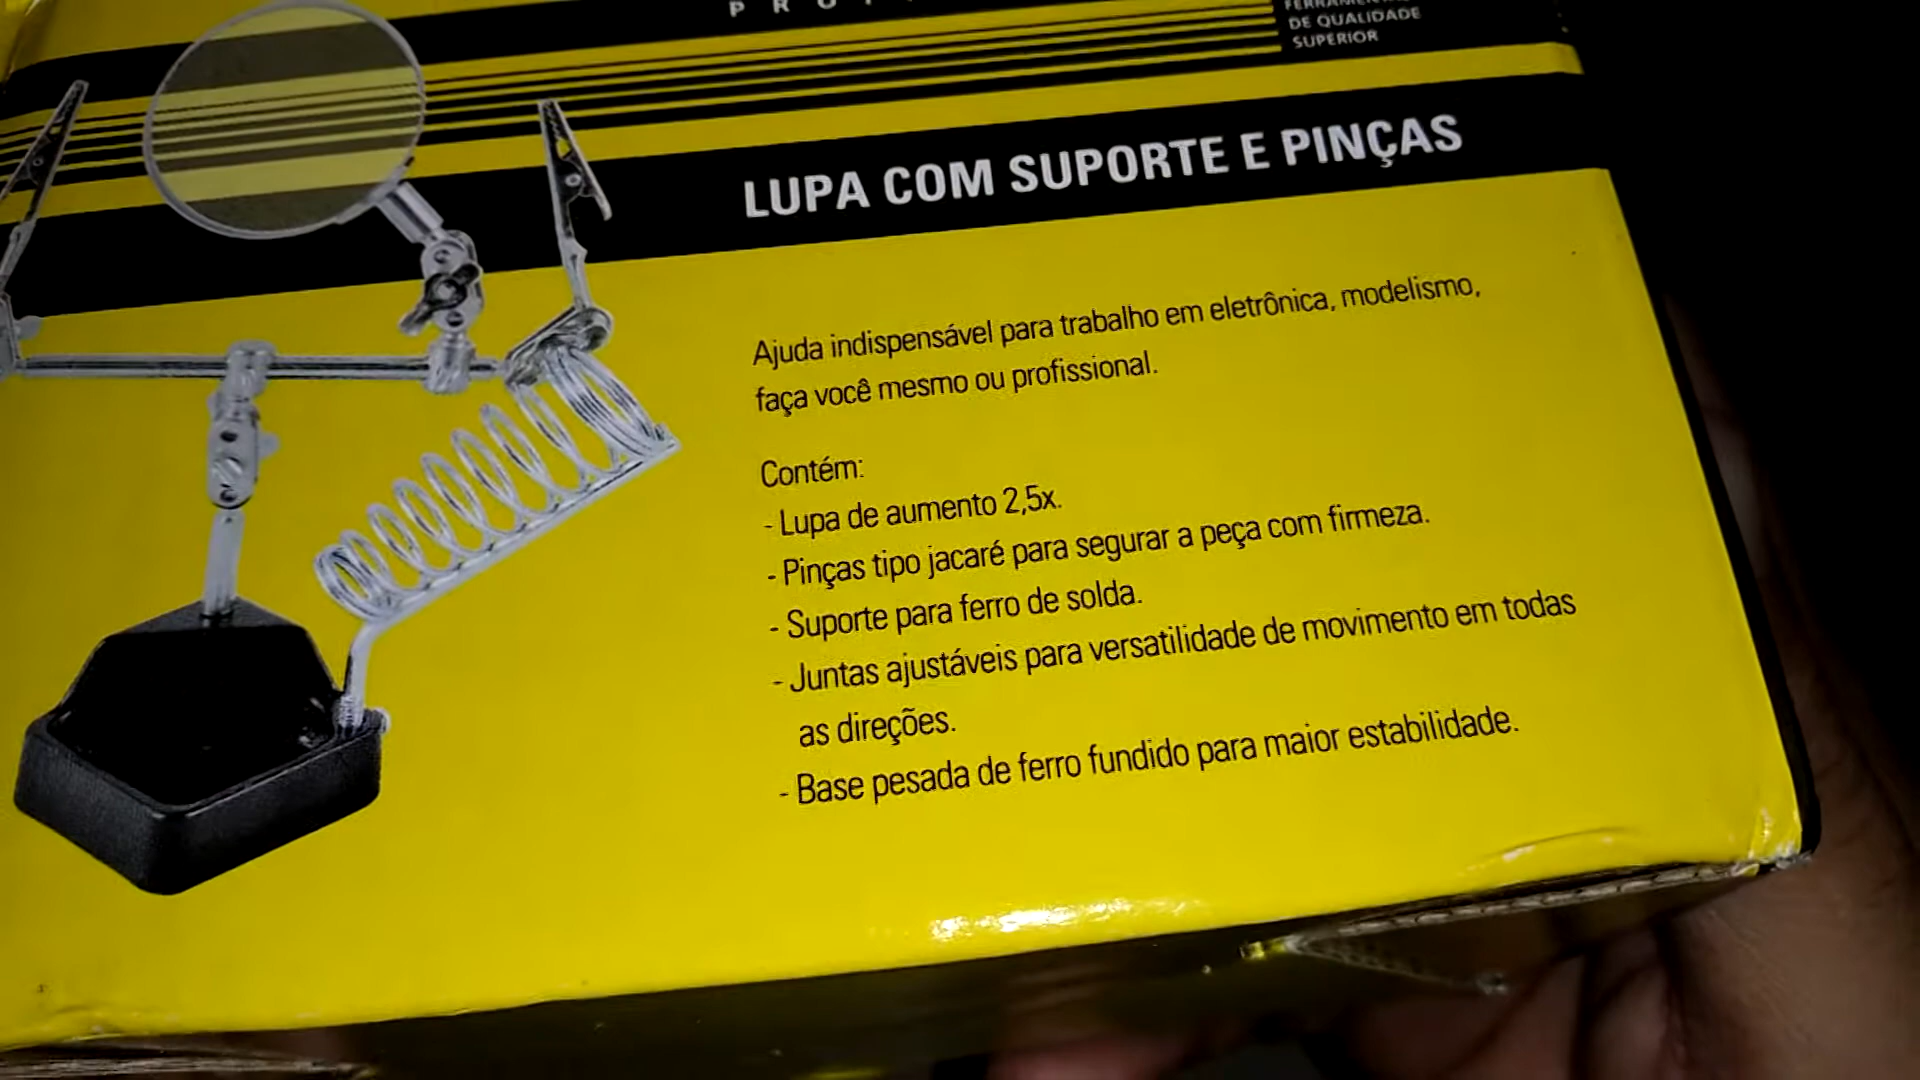 DE QUALIDADE
SUPERIOR
LUPA COM SUPORTE E PINÇAS
Ajuda indispensável para trabalho em eletrônica, modelismo,
faça você mesmo ou profissional.
Contém:
- Lupa de aumento 2,5x.
- Pinças tipo jacaré para segurar a peça com firmeza.
- Suporte para ferro de solda.
- Juntas ajustáveis para versatilidade de movimento em todas
as direções.
- Base pesada de ferro fundido para maior estabilidade.